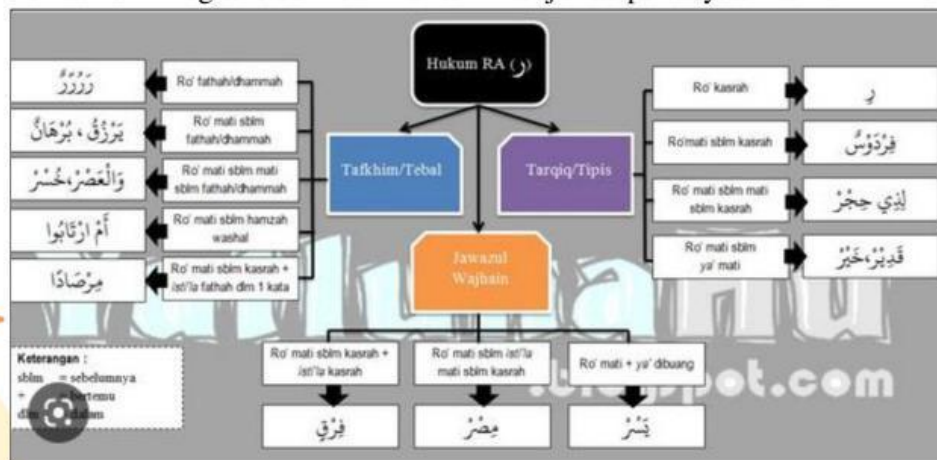 Hukum RA (ر)
Tafkhim/Tebal
Tarqiq/Tipis
Jawazul
Wajhain
Ro' fathah/dhammah
رَرُرًرٌ
Ro' mati sblm
fathah/dhammah
يَرْزُقُ ، بُرْهَانٌ
Ro' mati sblm mati
sblm fathah/dhammah
وَالْعَصْرْ،خُسْرْ
Ro' mati sblm hamzah
washal
أَمْ ارْتَابُوا
Ro' mati sblm kasrah +
isti'la fathah dlm 1 kata
مِرْصَادًا
Ro' kasrah
رِ
Ro'mati sblm kasrah
فِرْدَوْسٌ
Ro' mati sblm mati
sblm kasrah
لِذِي حِجْرْ
Ro' mati sblm
ya' mati
قَدِيْرْ،خَيْرْ
Ro' mati sblm kasrah +
isti'la kasrah
فِرْقٍ
Ro' mati sblm isti'la
mati sblm kasrah
مِصْرْ
Ro' mati + ya' dibuang
يَسْرْ
Keterangan :
sblm = sebelumnya
+ = bertemu
dlm = dalam
.blogspot.com